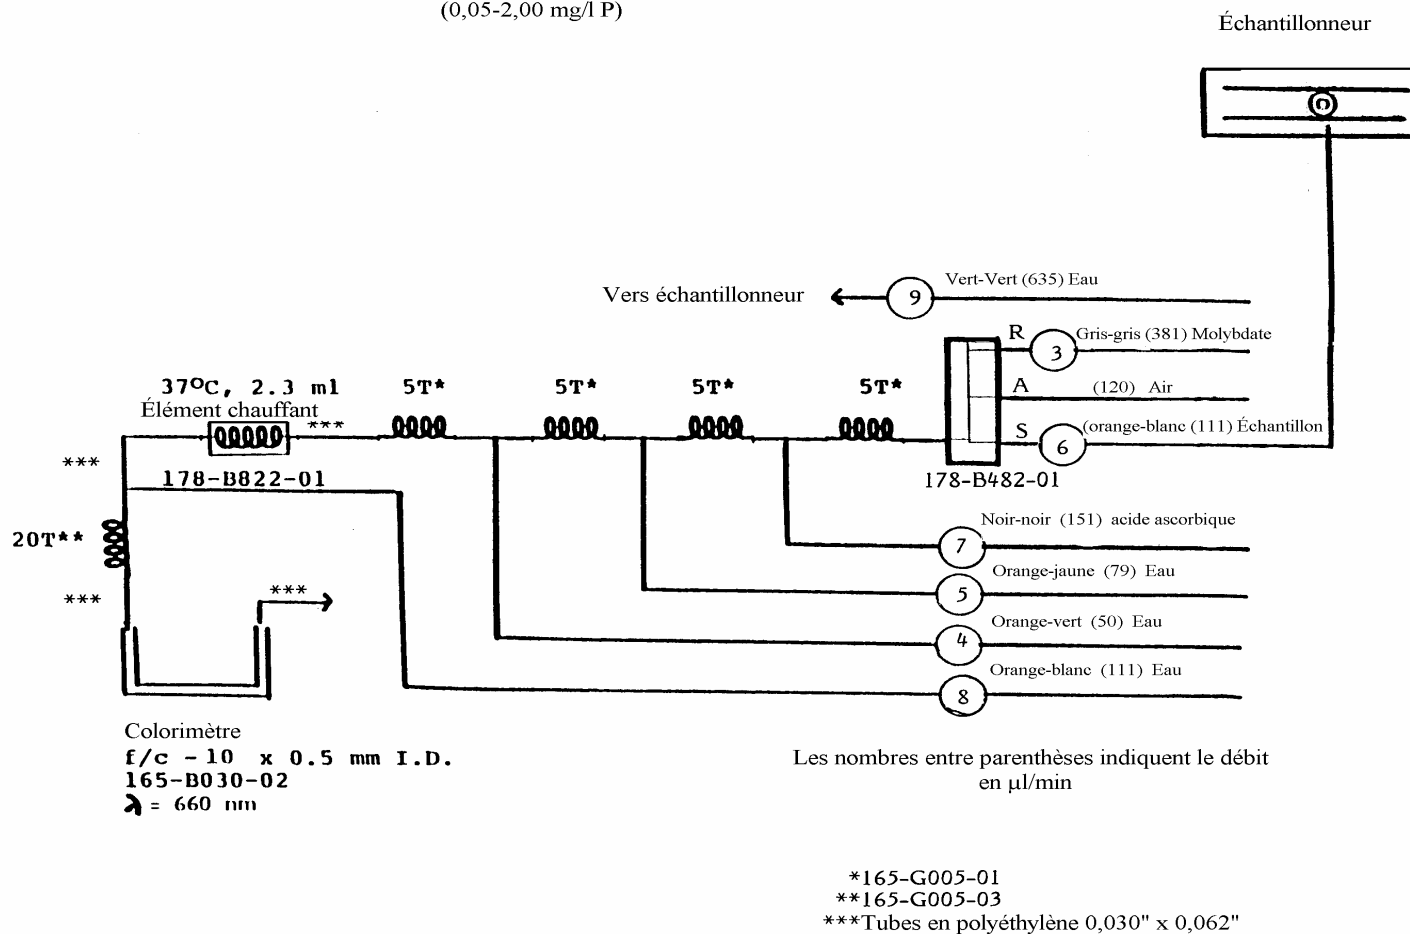 (0,05-2,00 mg/l P)
Échantillonneur
Vers échantillonneur
9
Vert-Vert (635) Eau
R
3
Gris-gris (381) Molybdate
A
(120) Air
S
6
(orange-blanc (111) Échantillon
178-B482-01
37°C, 2.3 ml
Élément chauffant
***
5T*
5T*
5T*
5T*
***
178-B822-01
20T**
***
***
Noir-noir (151) acide ascorbique
7
Orange-jaune (79) Eau
5
Orange-vert (50) Eau
4
Orange-blanc (111) Eau
8
Colorimètre
f/c - 10 x 0.5 mm I.D.
165-B030-02
λ = 660 nm
Les nombres entre parenthèses indiquent le débit
en µl/min
*165-G005-01
**165-G005-03
***Tubes en polyéthylène 0,030" x 0,062"